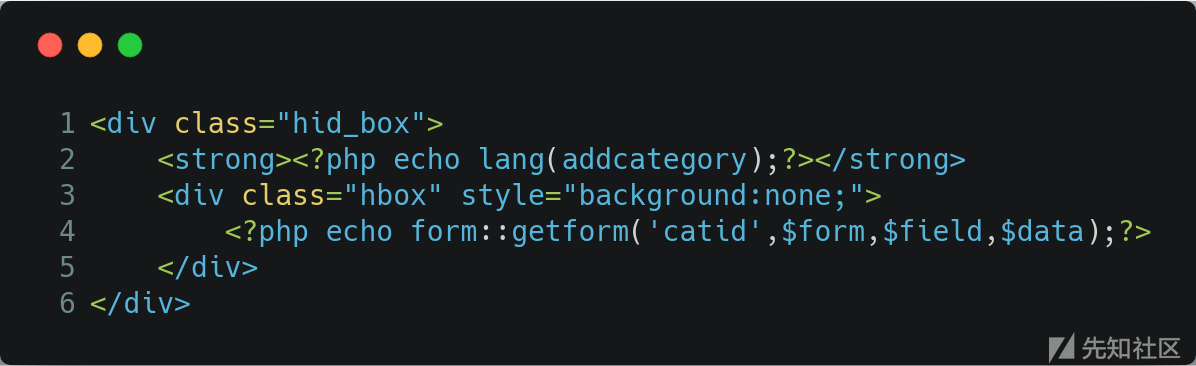 1 <div class="hid_box">
2     <strong><?php echo lang(addcategory);?></strong>
3     <div class="hbox" style="background:none;">
4         <?php echo form::getform('catid',$form,$field,$data);?>
5     </div>
6 </div>
先知社区